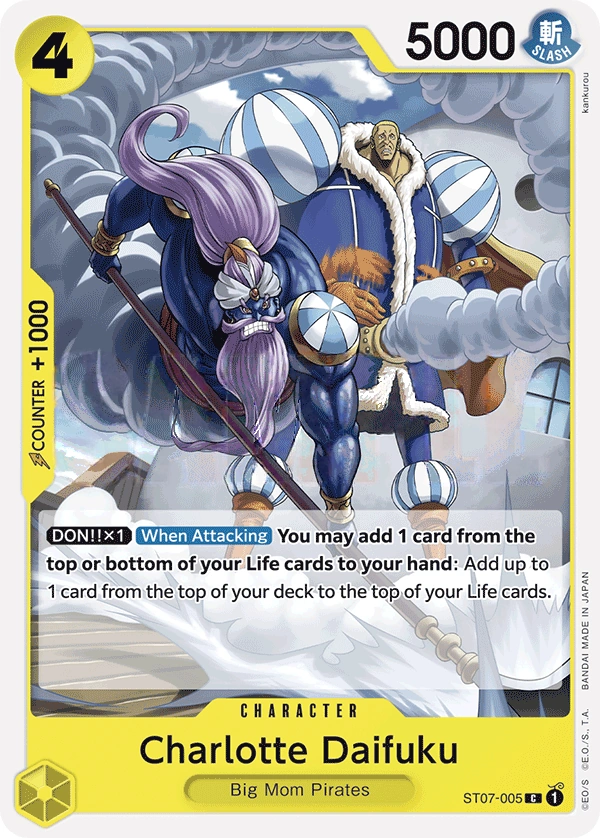 4
5000
斬
SLASH
kankurou
COUNTER +1000
DON!!×1 When Attacking You may add 1 card from the
top or bottom of your Life cards to your hand: Add up to
1 card from the top of your deck to the top of your Life cards.
CHARACTER
Charlotte Daifuku
Big Mom Pirates
ST07-005 C 1
©EO/S ©E.O./S., T.A. BANDAI MADE IN JAPAN